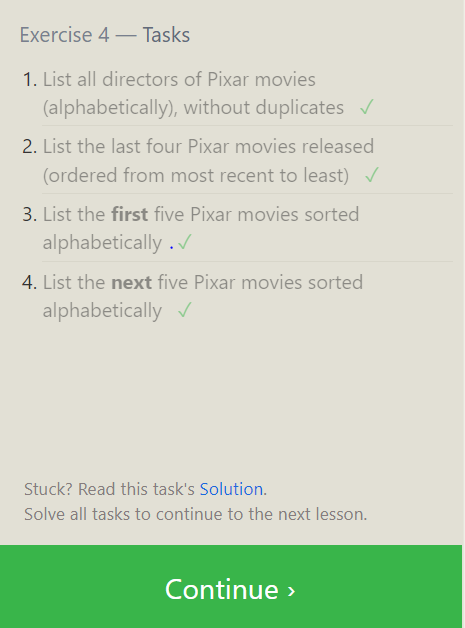 Exercise 4 — Tasks
1. List all directors of Pixar movies
(alphabetically), without duplicates ✓
2. List the last four Pixar movies released
(ordered from most recent to least) ✓
3. List the first five Pixar movies sorted
alphabetically . ✓
4. List the next five Pixar movies sorted
alphabetically ✓
Stuck? Read this task's Solution.
Solve all tasks to continue to the next lesson.
Continue ›